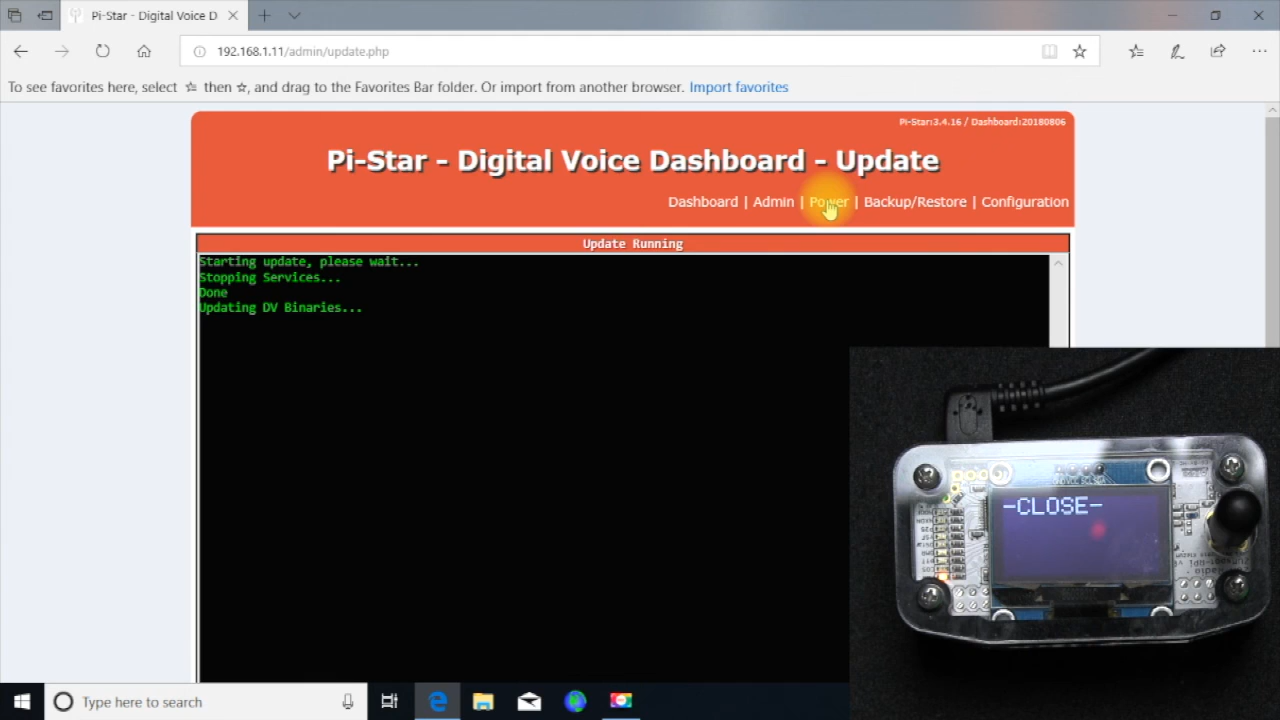 Pi-Star - Digital Voice D
192.168.1.11/admin/update.php
To see favorites here, select then ☆, and drag to the Favorites Bar folder. Or import from another browser. Import favorites
Pi-Star:3.4.16 / Dashboard:20180806
Pi-Star - Digital Voice Dashboard - Update
Dashboard | Admin | Power | Backup/Restore | Configuration
Update Running
Starting update, please wait...
Stopping Services...
Done
Updating DV Binaries...
-CLOSE-
Type here to search